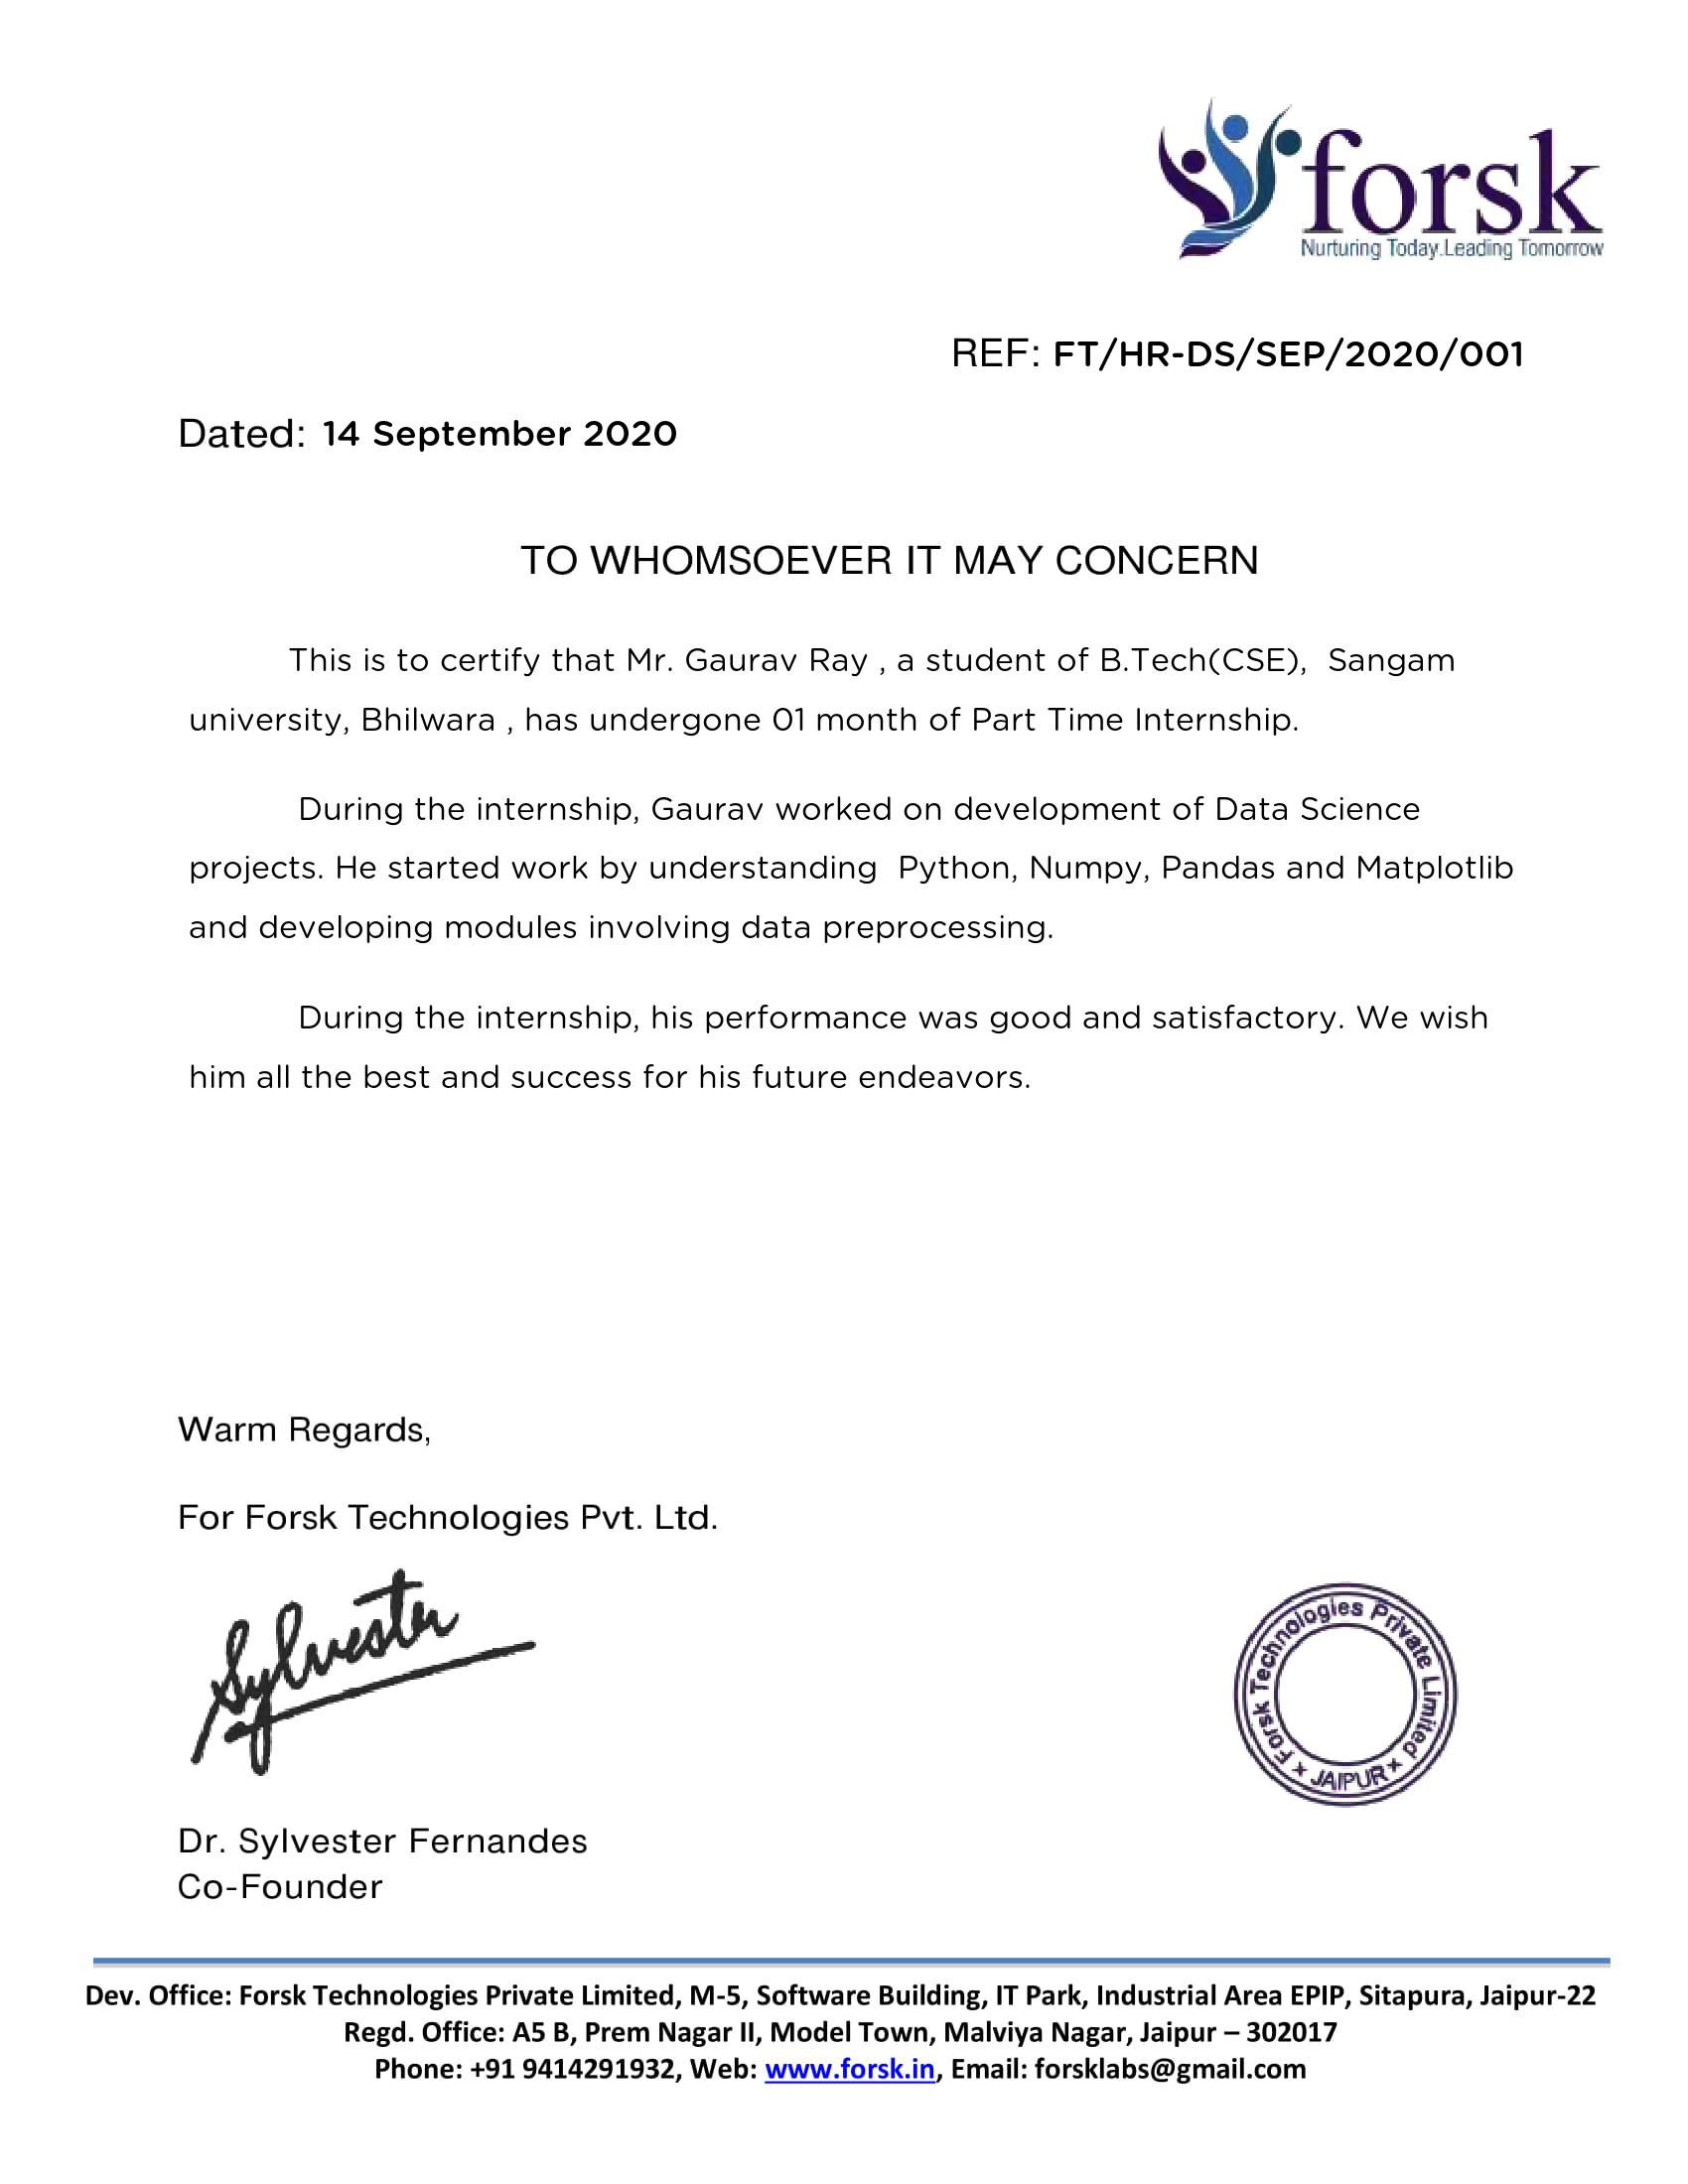 forsk
Nurturing Today.Leading Tomorrow
REF: FT/HR-DS/SEP/2020/001
Dated: 14 September 2020
TO WHOMSOEVER IT MAY CONCERN
This is to certify that Mr. Gaurav Ray , a student of B.Tech(CSE), Sangam
university, Bhilwara , has undergone 01 month of Part Time Internship.
During the internship, Gaurav worked on development of Data Science
projects. He started work by understanding Python, Numpy, Pandas and Matplotlib
and developing modules involving data preprocessing.
During the internship, his performance was good and satisfactory. We wish
him all the best and success for his future endeavors.
Warm Regards,
For Forsk Technologies Pvt. Ltd.
Sylvester
Forsk Technologies Private Limited
* JAIPUR *
Dr. Sylvester Fernandes
Co-Founder
Dev. Office: Forsk Technologies Private Limited, M-5, Software Building, IT Park, Industrial Area EPIP, Sitapura, Jaipur-22
Regd. Office: A5 B, Prem Nagar II, Model Town, Malviya Nagar, Jaipur – 302017
Phone: +91 9414291932, Web: www.forsk.in, Email: forsklabs@gmail.com